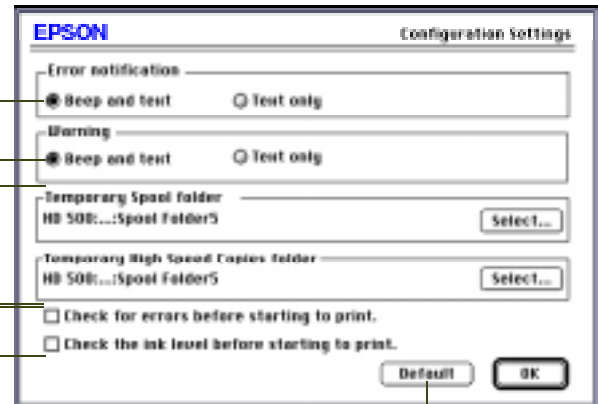 EPSON
Configuration Settings
Error notification
Beep and text
Text only
Warning
Beep and text
Text only
Temporary Spool folder
HD 500:...:Spool Folder5
Select...
Temporary High Speed Copies folder
HD 500:...:Spool Folder5
Select...
Check for errors before starting to print.
Check the ink level before starting to print.
Default
OK